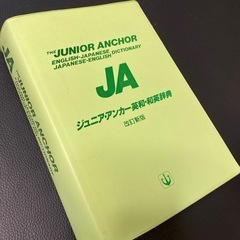 THE JUNIOR ANCHOR
ENGLISH-JAPANESE DICTIONARY
JAPANESE-ENGLISH DICTIONARY
JA
ジュニア・アンカー英和・和英辞典
改訂新版